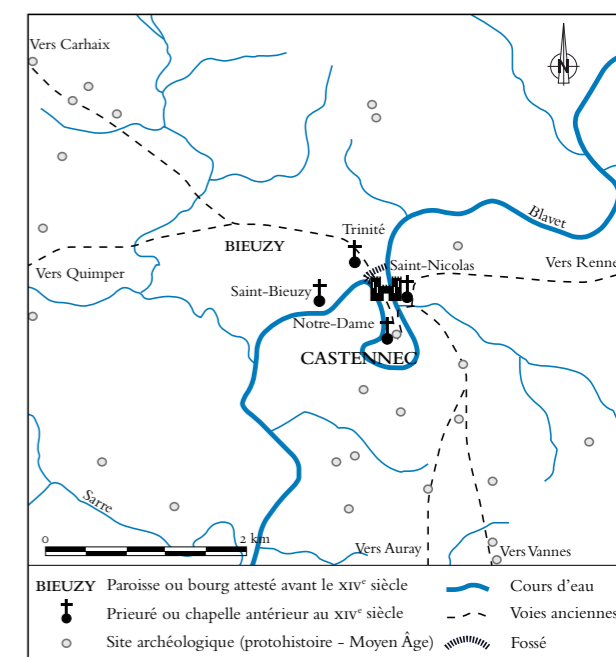 Vers Carhaix
N
Blavet
Trinité
BIEUZY
Saint-Nicolas
Vers Renne
Vers Quimper
Saint-Bieuzy
Notre-Dame
CASTENNEC
Sarre
0 2 km
Vers Auray
Vers Vannes
BIEUZY Paroisse ou bourg attesté avant le XIVe siècle
Cours d'eau
Prieuré ou chapelle antérieur au XIVe siècle
Voies anciennes
Site archéologique (protohistoire - Moyen Âge)
Fossé